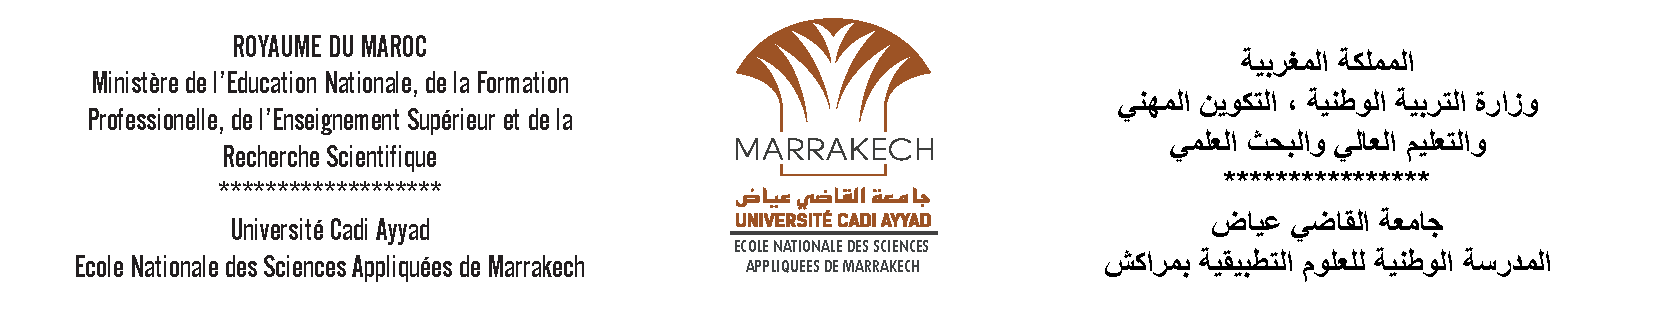 ROYAUME DU MAROC
Ministère de l'Education Nationale, de la Formation
Professionelle, de l'Enseignement Supérieur et de la
Recherche Scientifique
*******************
Université Cadi Ayyad
Ecole Nationale des Sciences Appliquées de Marrakech
MARRAKECH
جامعة القاضي عياض
UNIVERSITÉ CADI AYYAD
ECOLE NATIONALE DES SCIENCES
APPLIQUEES DE MARRAKECH
المملكة المغربية
وزارة التربية الوطنية ، التكوين المهني
والتعليم العالي والبحث العلمي
****************
جامعة القاضي عياض
المدرسة الوطنية للعلوم التطبيقية بمراكش